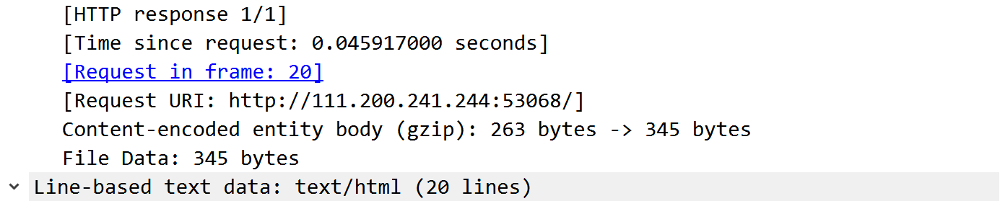 [HTTP response 1/1]
[Time since request: 0.045917000 seconds]
[Request in frame: 20]
[Request URI: http://111.200.241.244:53068/]
Content-encoded entity body (gzip): 263 bytes -> 345 bytes
File Data: 345 bytes
Line-based text data: text/html (20 lines)